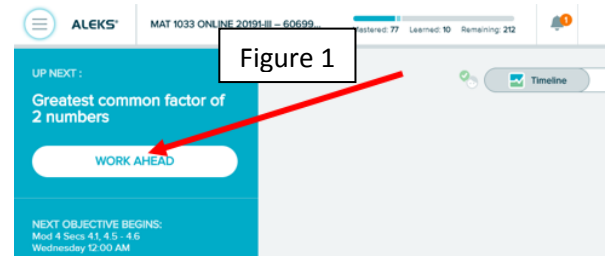 ALEKS®
MAT 1033 ONLINE 20191-III – 60699...
Mastered: 77 Learned: 10 Remaining: 212
Figure 1
UP NEXT :
Timeline
Greatest common factor of
2 numbers
WORK AHEAD
NEXT OBJECTIVE BEGINS:
Mod 4 Secs 4.1, 4.5 - 4.6
Wednesday 12:00 AM